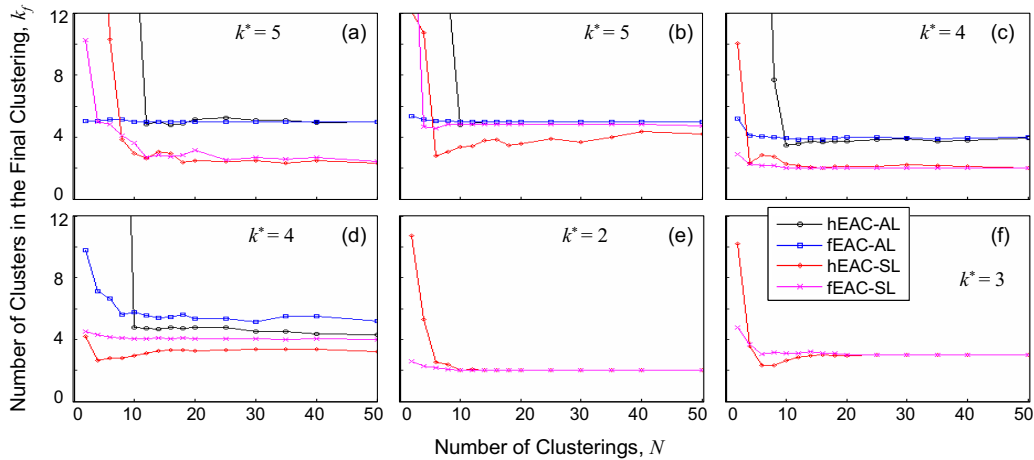 Number of Clusters in the Final Clustering, k_f
12
8
4
0
k* = 5
(a)
k* = 5
(b)
k* = 4
(c)
12
8
4
0
0
10
20
30
40
50
k* = 4
(d)
0
10
20
30
40
50
k* = 2
(e)
0
10
20
30
40
50
(f)
k* = 3
hEAC-AL
fEAC-AL
hEAC-SL
fEAC-SL
Number of Clusterings, N